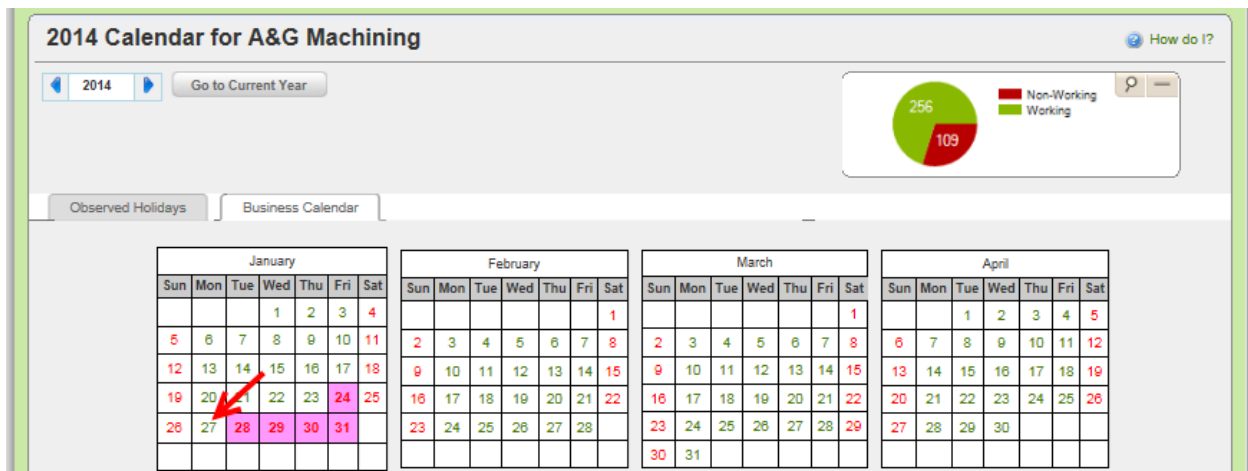 2014 Calendar for A&G Machining
How do I?
2014 Go to Current Year
256
109
Non-Working
Working
Observed Holidays Business Calendar
January
Sun Mon Tue Wed Thu Fri Sat
1 2 3 4
5 6 7 8 9 10 11
12 13 14 15 16 17 18
19 20 21 22 23 24 25
26 27 28 29 30 31
February
Sun Mon Tue Wed Thu Fri Sat
1
2 3 4 5 6 7 8
9 10 11 12 13 14 15
16 17 18 19 20 21 22
23 24 25 26 27 28
March
Sun Mon Tue Wed Thu Fri Sat
1
2 3 4 5 6 7 8
9 10 11 12 13 14 15
16 17 18 19 20 21 22
23 24 25 26 27 28 29
30 31
April
Sun Mon Tue Wed Thu Fri Sat
1 2 3 4 5
6 7 8 9 10 11 12
13 14 15 16 17 18 19
20 21 22 23 24 25 26
27 28 29 30